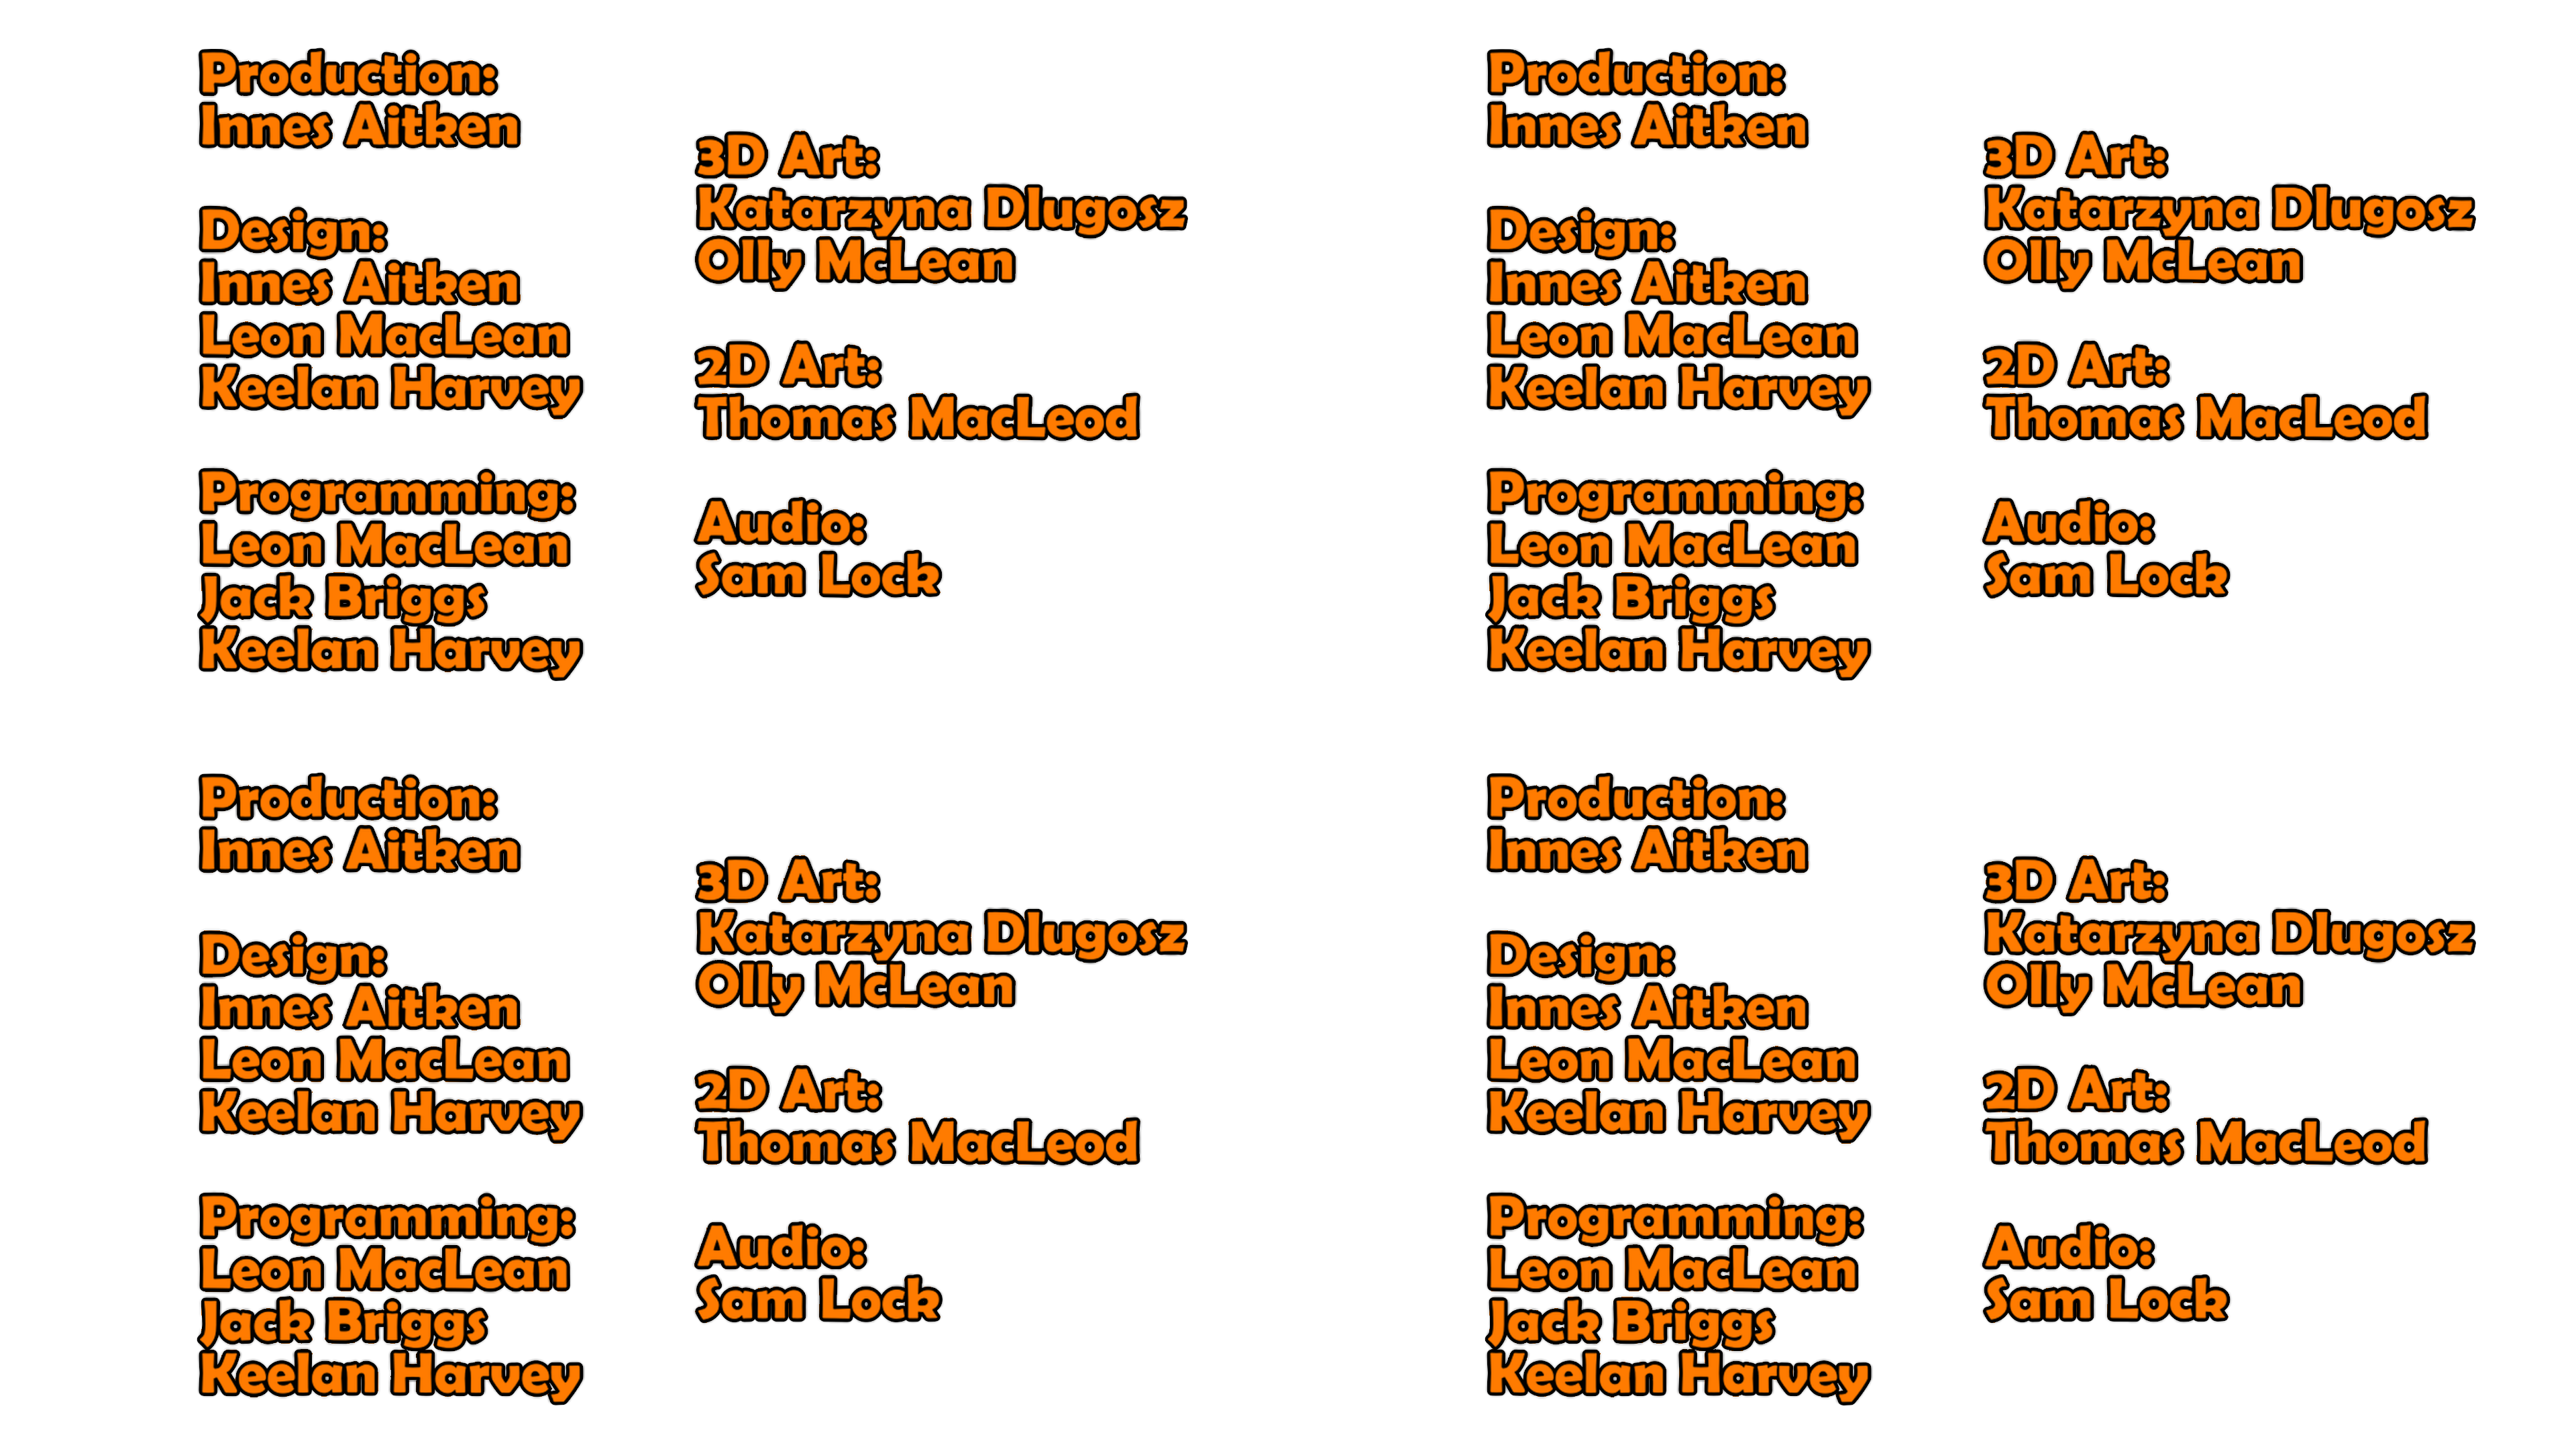 Production:
Innes Aitken
Design:
Innes Aitken
Leon MacLean
Keelan Harvey
Programming:
Leon MacLean
Jack Briggs
Keelan Harvey
3D Art:
Katarzyna Dlugosz
Olly McLean
2D Art:
Thomas MacLeod
Audio:
Sam Lock
Production:
Innes Aitken
Design:
Innes Aitken
Leon MacLean
Keelan Harvey
Programming:
Leon MacLean
Jack Briggs
Keelan Harvey
3D Art:
Katarzyna Dlugosz
Olly McLean
2D Art:
Thomas MacLeod
Audio:
Sam Lock
Production:
Innes Aitken
Design:
Innes Aitken
Leon MacLean
Keelan Harvey
Programming:
Leon MacLean
Jack Briggs
Keelan Harvey
3D Art:
Katarzyna Dlugosz
Olly McLean
2D Art:
Thomas MacLeod
Audio:
Sam Lock
Production:
Innes Aitken
Design:
Innes Aitken
Leon MacLean
Keelan Harvey
Programming:
Leon MacLean
Jack Briggs
Keelan Harvey
3D Art:
Katarzyna Dlugosz
Olly McLean
2D Art:
Thomas MacLeod
Audio:
Sam Lock